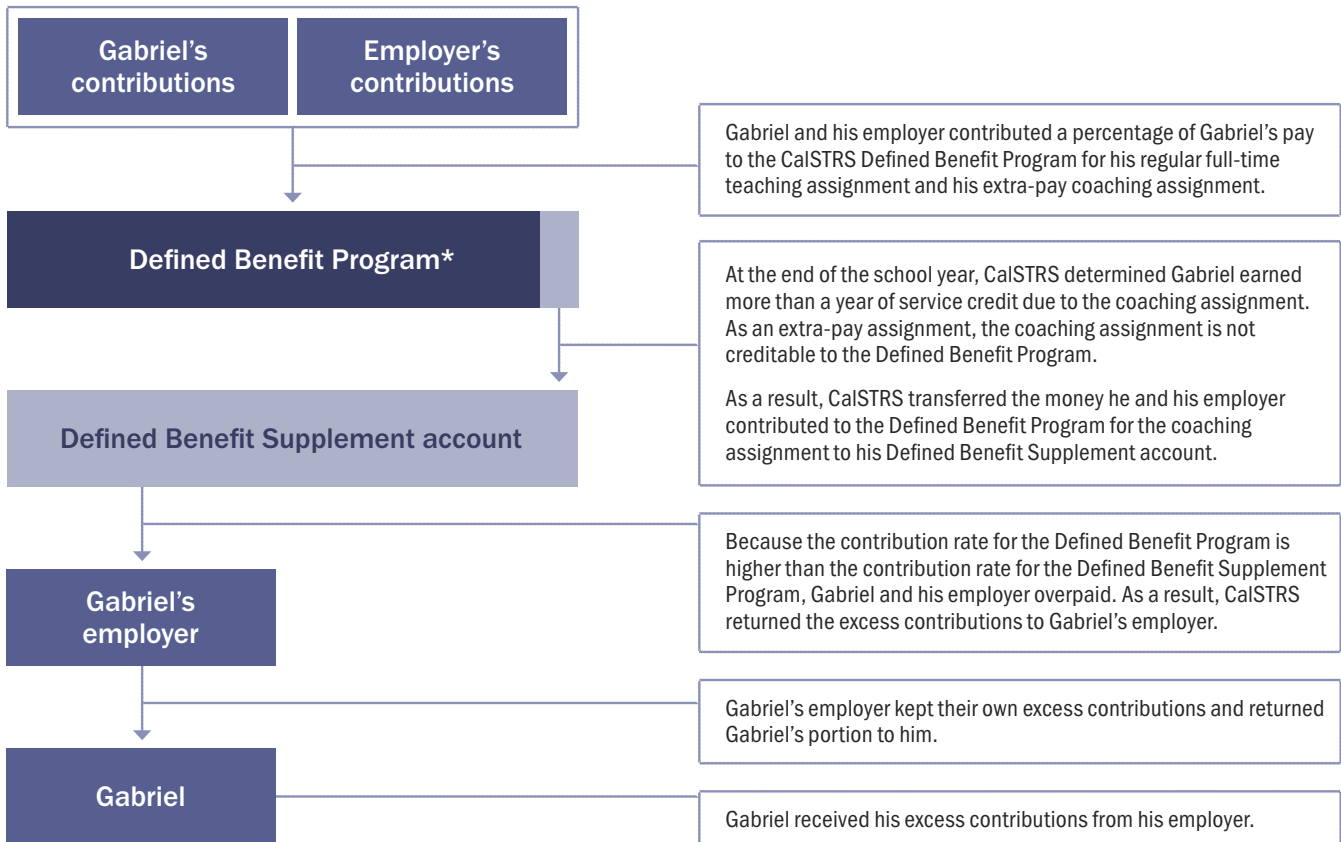 Gabriel's
contributions
Employer's
contributions
Gabriel and his employer contributed a percentage of Gabriel's pay
to the CalSTRS Defined Benefit Program for his regular full-time
teaching assignment and his extra-pay coaching assignment.
Defined Benefit Program*
At the end of the school year, CalSTRS determined Gabriel earned
more than a year of service credit due to the coaching assignment.
As an extra-pay assignment, the coaching assignment is not
creditable to the Defined Benefit Program.
As a result, CalSTRS transferred the money he and his employer
contributed to the Defined Benefit Program for the coaching
assignment to his Defined Benefit Supplement account.
Defined Benefit Supplement account
Because the contribution rate for the Defined Benefit Program is
higher than the contribution rate for the Defined Benefit Supplement
Program, Gabriel and his employer overpaid. As a result, CalSTRS
returned the excess contributions to Gabriel's employer.
Gabriel's
employer
Gabriel's employer kept their own excess contributions and returned
Gabriel's portion to him.
Gabriel
Gabriel received his excess contributions from his employer.